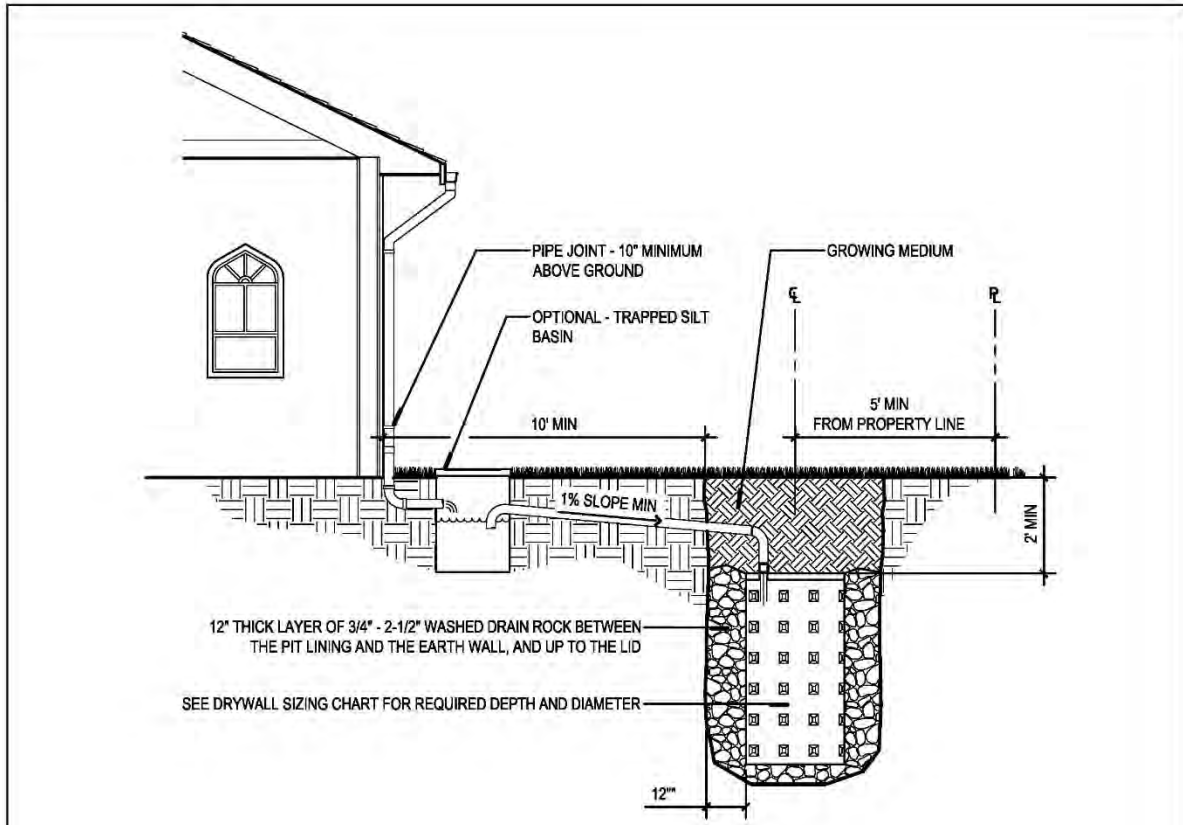 PIPE JOINT - 10" MINIMUM
ABOVE GROUND
GROWING MEDIUM
OPTIONAL - TRAPPED SILT
BASIN
℄
PL
10' MIN
5' MIN
FROM PROPERTY LINE
1% SLOPE MIN
2' MIN
12" THICK LAYER OF 3/4" - 2-1/2" WASHED DRAIN ROCK BETWEEN
THE PIT LINING AND THE EARTH WALL, AND UP TO THE LID
SEE DRYWALL SIZING CHART FOR REQUIRED DEPTH AND DIAMETER
12""